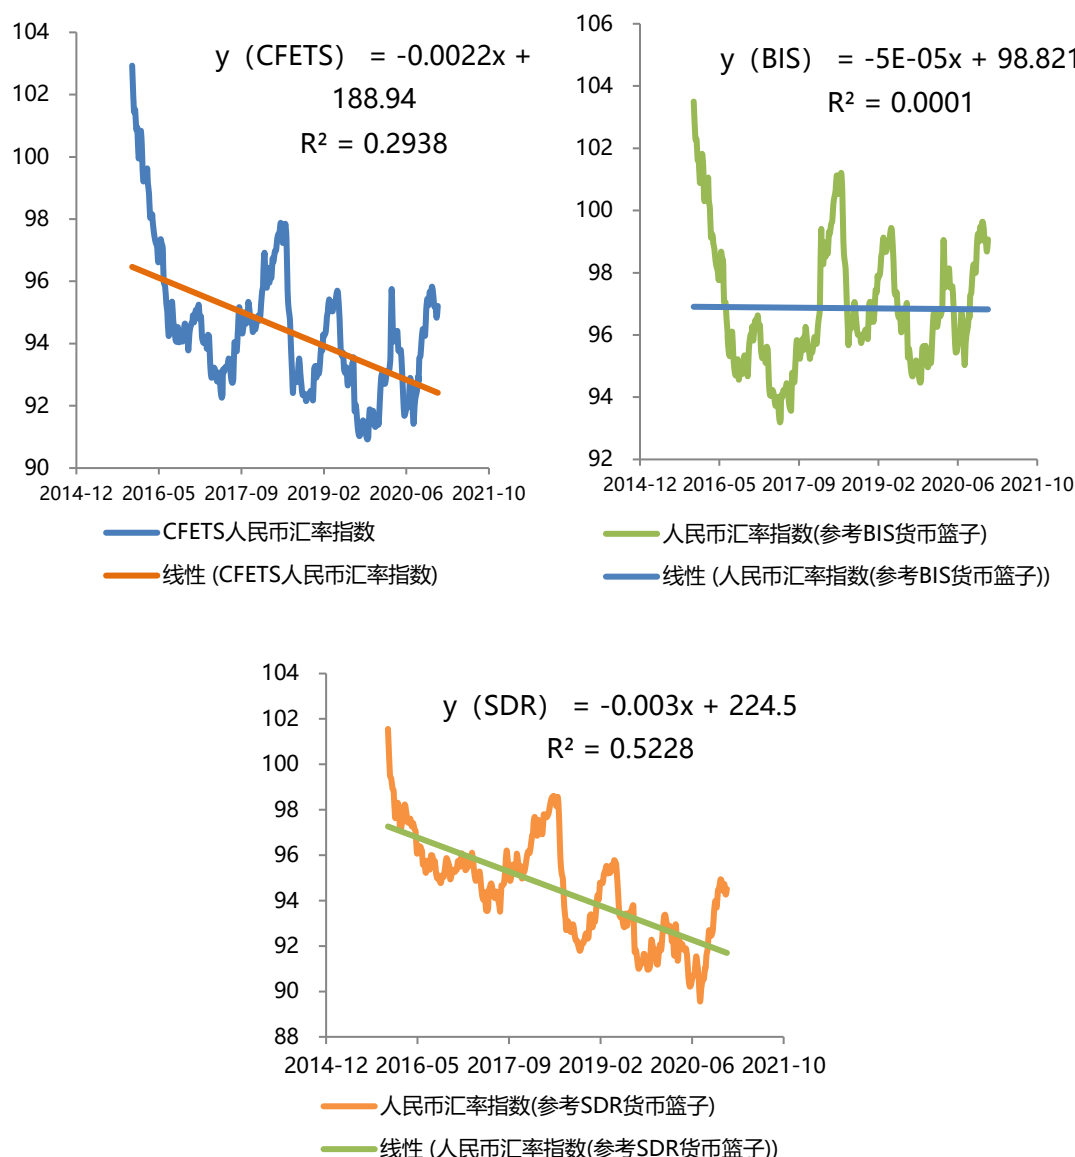 104
102
100
98
96
94
92
90
y（CFETS） = -0.0022x +
188.94
R² = 0.2938
2014-12 2016-05 2017-09 2019-02 2020-06 2021-10
CFETS人民币汇率指数
线性 (CFETS人民币汇率指数)
106
104
102
100
98
96
94
92
y（BIS） = -5E-05x + 98.821
R² = 0.0001
2014-12 2016-05 2017-09 2019-02 2020-06 2021-10
人民币汇率指数(参考BIS货币篮子)
线性 (人民币汇率指数(参考BIS货币篮子))
104
102
100
98
96
94
92
90
88
y（SDR） = -0.003x + 224.5
R² = 0.5228
2014-12 2016-05 2017-09 2019-02 2020-06 2021-10
人民币汇率指数(参考SDR货币篮子)
线性 (人民币汇率指数(参考SDR货币篮子))